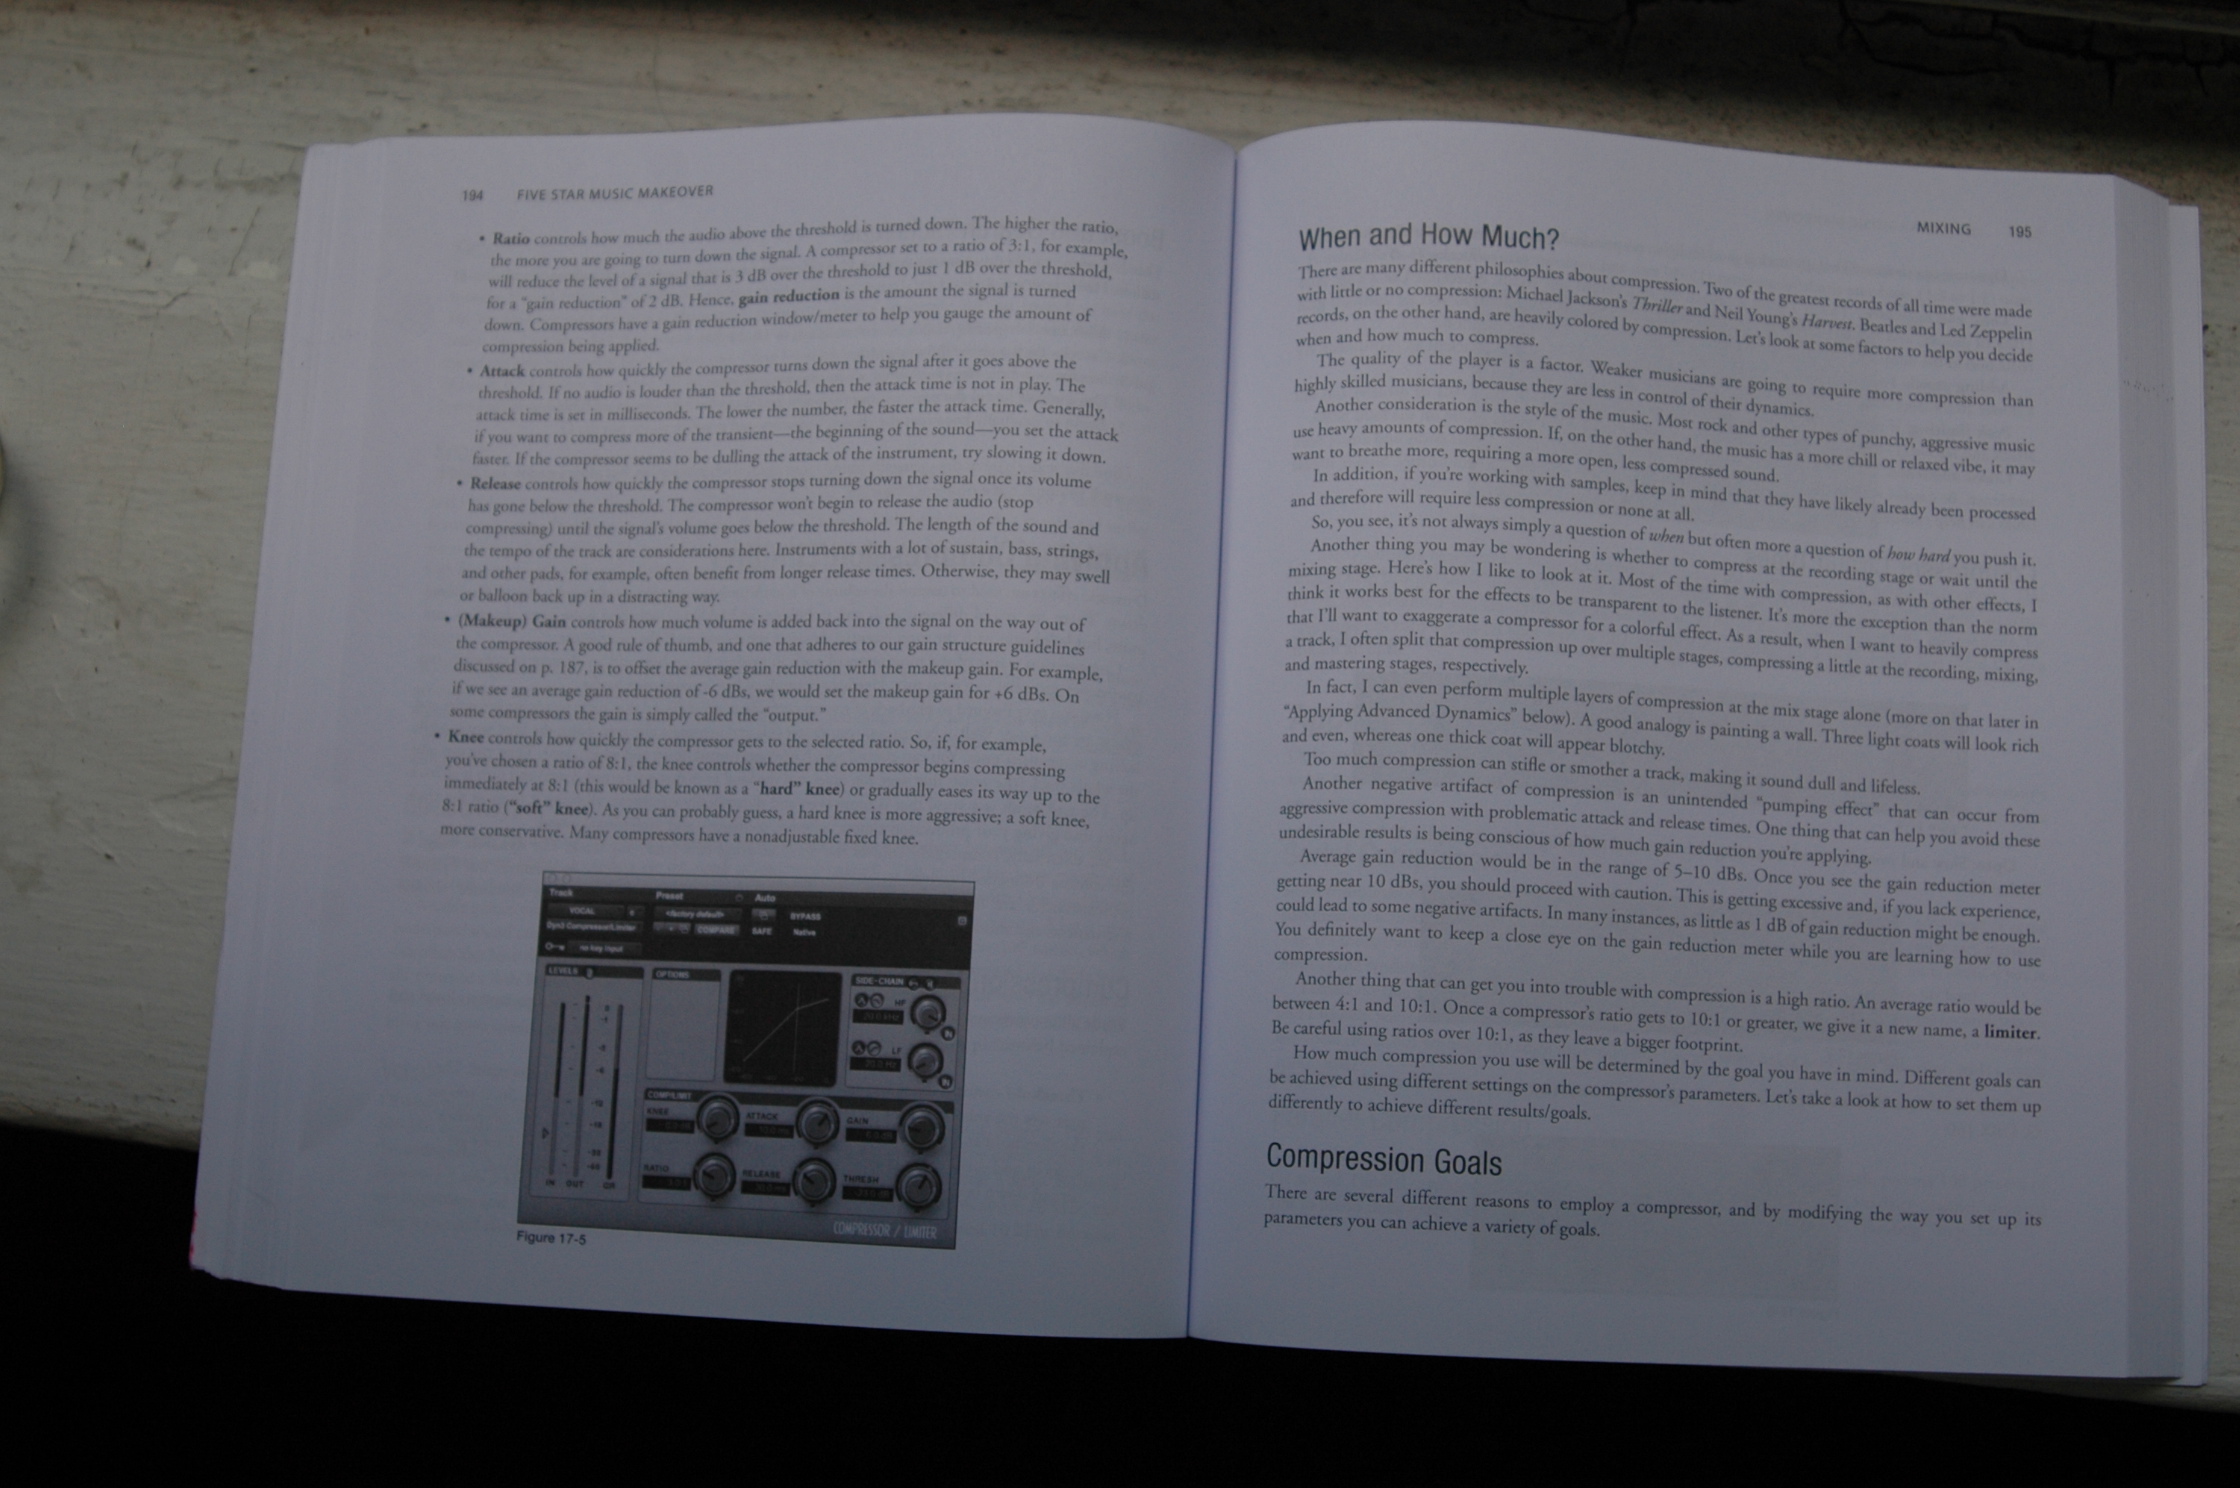 194 FIVE STAR MUSIC MAKEOVER
• Ratio controls how much the audio above the threshold is turned down. The higher the ratio,
the more you are going to turn down the signal. A compressor set to a ratio of 3:1, for example,
will reduce the level of a signal that is 3 dB over the threshold to just 1 dB over the threshold,
for a "gain reduction" of 2 dB. Hence, gain reduction is the amount the signal is turned
down. Compressors have a gain reduction window/meter to help you gauge the amount of
compression being applied.
• Attack controls how quickly the compressor turns down the signal after it goes above the
threshold. If no audio is louder than the threshold, then the attack time is not in play. The
attack time is set in milliseconds. The lower the number, the faster the attack time. Generally,
if you want to compress more of the transient—the beginning of the sound—you set the attack
faster. If the compressor seems to be dulling the attack of the instrument, try slowing it down.
• Release controls how quickly the compressor stops turning down the signal once its volume
has gone below the threshold. The compressor won't begin to release the audio (stop
compressing) until the signal's volume goes below the threshold. The length of the sound and
the tempo of the track are considerations here. Instruments with a lot of sustain, bass, strings,
and other pads, for example, often benefit from longer release times. Otherwise, they may swell
or balloon back up in a distracting way.
• (Makeup) Gain controls how much volume is added back into the signal on the way out of
the compressor. A good rule of thumb, and one that adheres to our gain structure guidelines
discussed on p. 187, is to offset the average gain reduction with the makeup gain. For example,
if we see an average gain reduction of -6 dBs, we would set the makeup gain for +6 dBs. On
some compressors the gain is simply called the "output."
• Knee controls how quickly the compressor gets to the selected ratio. So, if, for example,
you've chosen a ratio of 8:1, the knee controls whether the compressor begins compressing
immediately at 8:1 (this would be known as a "hard" knee) or gradually eases its way up to the
8:1 ratio ("soft" knee). As you can probably guess, a hard knee is more aggressive; a soft knee,
more conservative. Many compressors have a nonadjustable fixed knee.
Track Preset Auto
VOCAL <factory default> BYPASS
Dyn3 Compressor/Limiter COMPARE SAFE Native
no key input
LEVELS OPTIONS SIDE-CHAIN
HF
LF
COMP/LIMIT
KNEE ATTACK GAIN
RATIO RELEASE THRESH
IN OUT GR
COMPRESSOR / LIMITER
Figure 17-5
MIXING 195
When and How Much?
There are many different philosophies about compression. Two of the greatest records of all time were made
with little or no compression: Michael Jackson's Thriller and Neil Young's Harvest. Beatles and Led Zeppelin
records, on the other hand, are heavily colored by compression. Let's look at some factors to help you decide
when and how much to compress.
The quality of the player is a factor. Weaker musicians are going to require more compression than
highly skilled musicians, because they are less in control of their dynamics.
Another consideration is the style of the music. Most rock and other types of punchy, aggressive music
use heavy amounts of compression. If, on the other hand, the music has a more chill or relaxed vibe, it may
want to breathe more, requiring a more open, less compressed sound.
In addition, if you're working with samples, keep in mind that they have likely already been processed
and therefore will require less compression or none at all.
So, you see, it's not always simply a question of when but often more a question of how hard you push it.
Another thing you may be wondering is whether to compress at the recording stage or wait until the
mixing stage. Here's how I like to look at it. Most of the time with compression, as with other effects, I
think it works best for the effects to be transparent to the listener. It's more the exception than the norm
that I'll want to exaggerate a compressor for a colorful effect. As a result, when I want to heavily compress
a track, I often split that compression up over multiple stages, compressing a little at the recording, mixing,
and mastering stages, respectively.
In fact, I can even perform multiple layers of compression at the mix stage alone (more on that later in
"Applying Advanced Dynamics" below). A good analogy is painting a wall. Three light coats will look rich
and even, whereas one thick coat will appear blotchy.
Too much compression can stifle or smother a track, making it sound dull and lifeless.
Another negative artifact of compression is an unintended "pumping effect" that can occur from
aggressive compression with problematic attack and release times. One thing that can help you avoid these
undesirable results is being conscious of how much gain reduction you're applying.
Average gain reduction would be in the range of 5–10 dBs. Once you see the gain reduction meter
getting near 10 dBs, you should proceed with caution. This is getting excessive and, if you lack experience,
could lead to some negative artifacts. In many instances, as little as 1 dB of gain reduction might be enough.
You definitely want to keep a close eye on the gain reduction meter while you are learning how to use
compression.
Another thing that can get you into trouble with compression is a high ratio. An average ratio would be
between 4:1 and 10:1. Once a compressor's ratio gets to 10:1 or greater, we give it a new name, a limiter.
Be careful using ratios over 10:1, as they leave a bigger footprint.
How much compression you use will be determined by the goal you have in mind. Different goals can
be achieved using different settings on the compressor's parameters. Let's take a look at how to set them up
differently to achieve different results/goals.
Compression Goals
There are several different reasons to employ a compressor, and by modifying the way you set up its
parameters you can achieve a variety of goals.